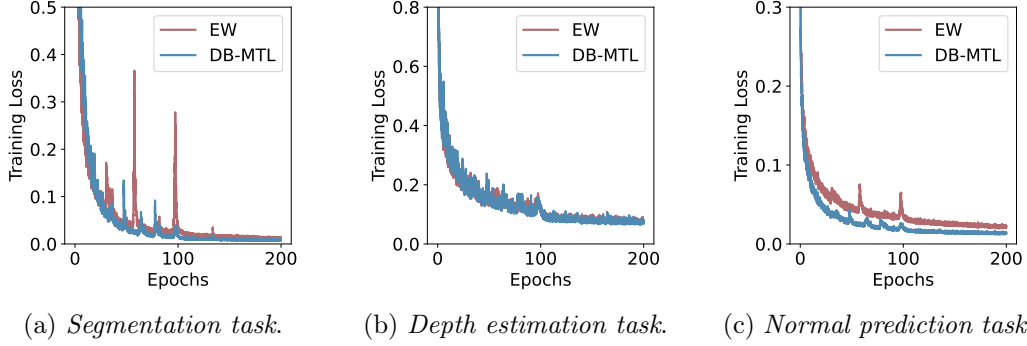 0.5
0.4
0.3
0.2
0.1
0.0
Training Loss
EW
DB-MTL
0 100 200
Epochs
(a) Segmentation task.
0.8
0.6
0.4
0.2
0.0
Training Loss
EW
DB-MTL
0 100 200
Epochs
(b) Depth estimation task.
0.3
0.2
0.1
0.0
Training Loss
EW
DB-MTL
0 100 200
Epochs
(c) Normal prediction task